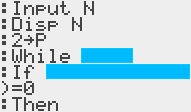 :Input N
:Disp N
:2→P
:While
:If
)=0
:Then